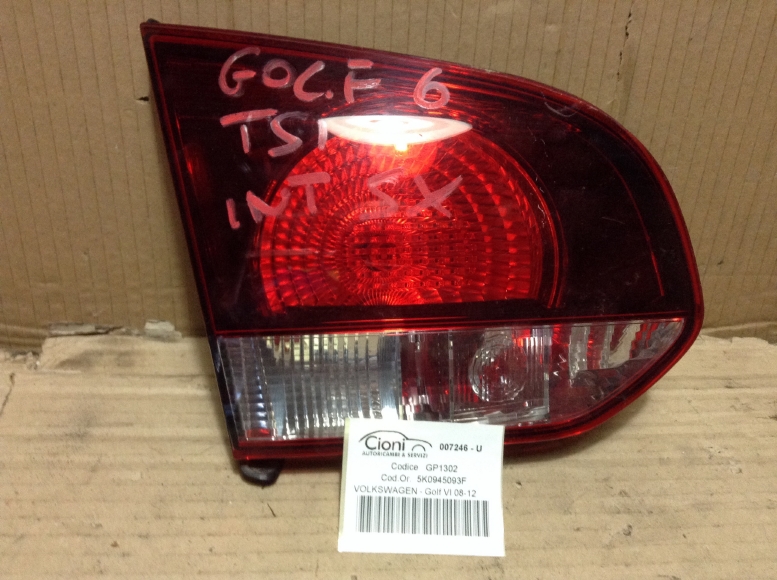 GOLF 6
TSI
INT SX
Cioni
AUTORICAMBI & SERVIZI
007246 - U
Codice GP1302
Cod.Or. 5K0945093F
VOLKSWAGEN - Golf VI 08-12